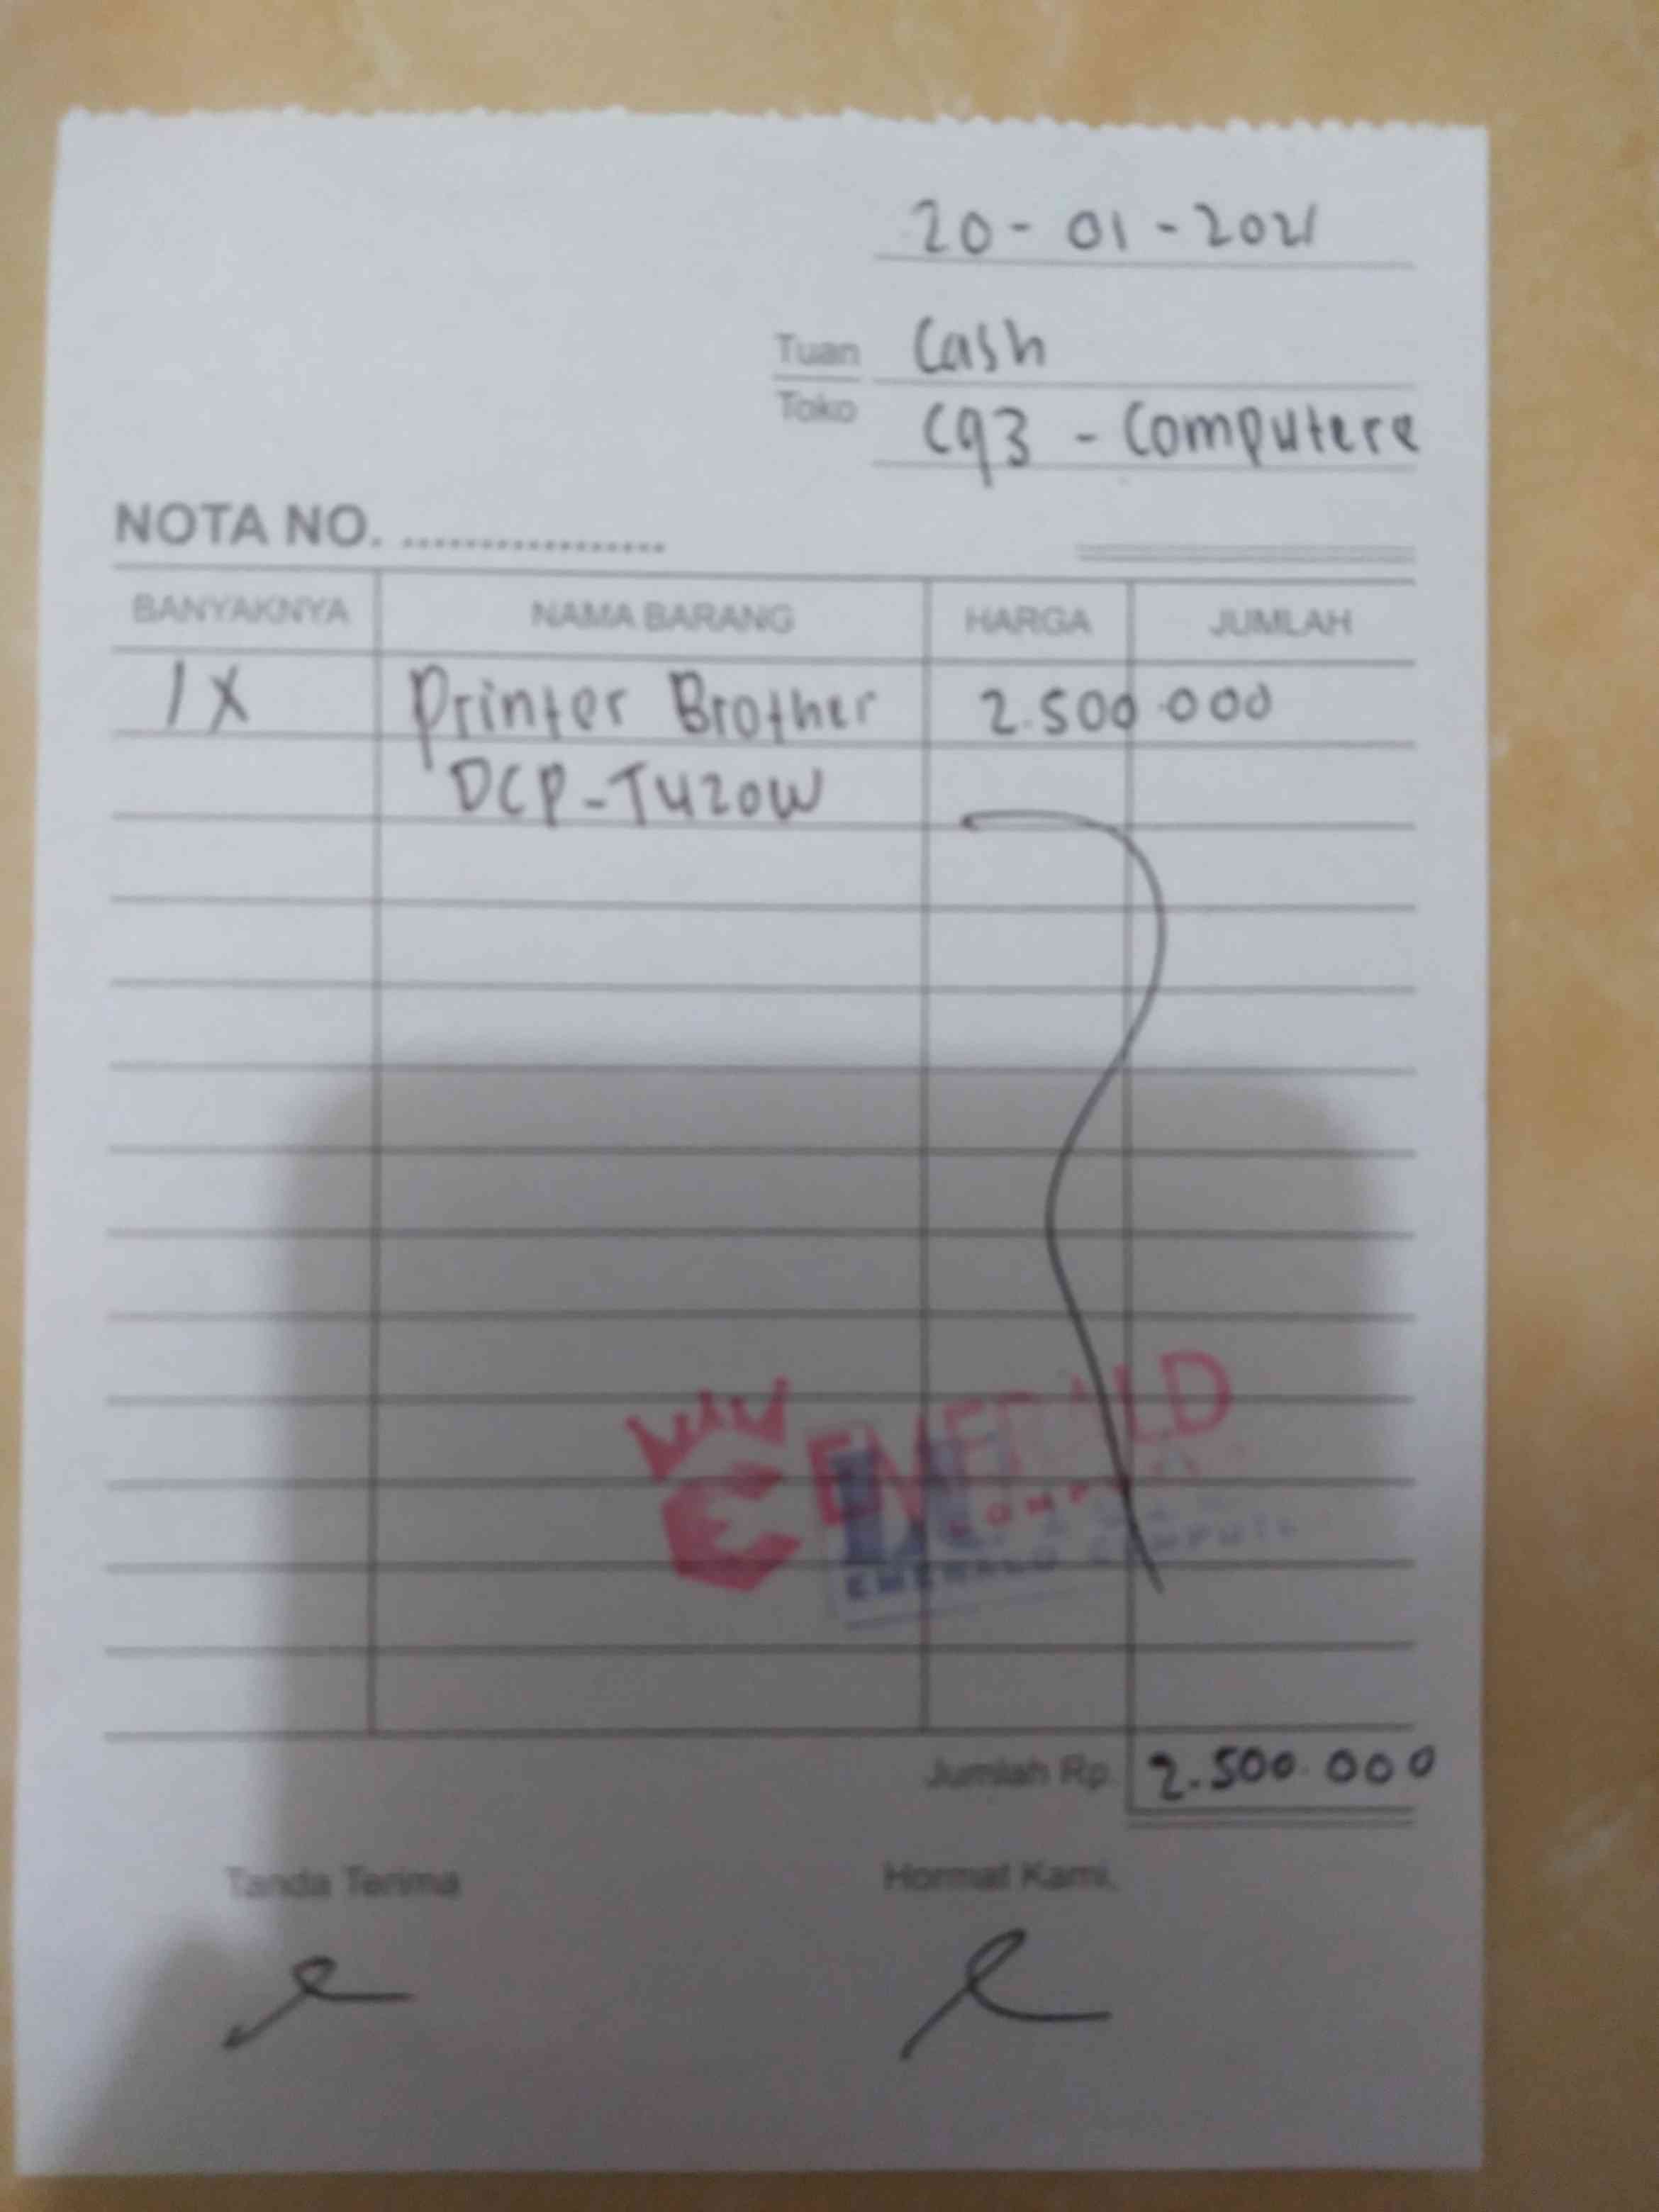 20-01-2021
Tuan Cash
Toko
Cq3 - Computere
NOTA NO. .................
BANYAKNYA NAMA BARANG HARGA JUMLAH
1X Printer Brother 2.500.000
DCP-T420W
EMERALD
EMERALD
Jumlah Rp. 2.500.000
Tanda Terima Hormat Kami,